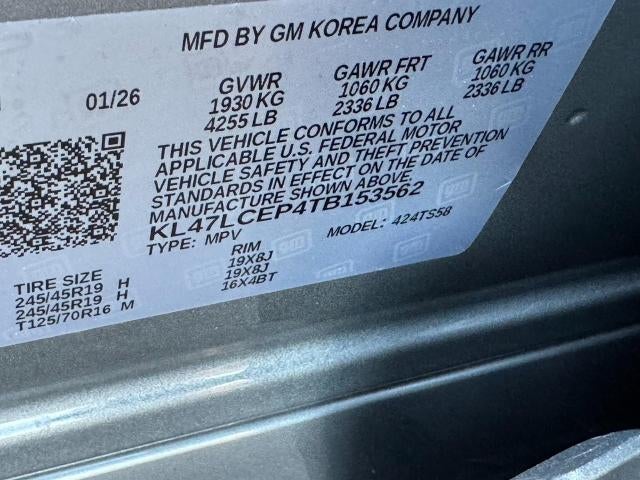 MFD BY GM KOREA COMPANY
01/26 GVWR GAWR FRT GAWR RR
1930 KG 1060 KG 1060 KG
4255 LB 2336 LB 2336 LB
THIS VEHICLE CONFORMS TO ALL
APPLICABLE U.S. FEDERAL MOTOR
VEHICLE SAFETY AND THEFT PREVENTION
STANDARDS IN EFFECT ON THE DATE OF
MANUFACTURE SHOWN ABOVE.
KL47LCEP4TB153562
TYPE: MPV MODEL: 424TS58
TIRE SIZE RIM
245/45R19 H 19X8J
245/45R19 H 19X8J
T125/70R16 M 16X4BT